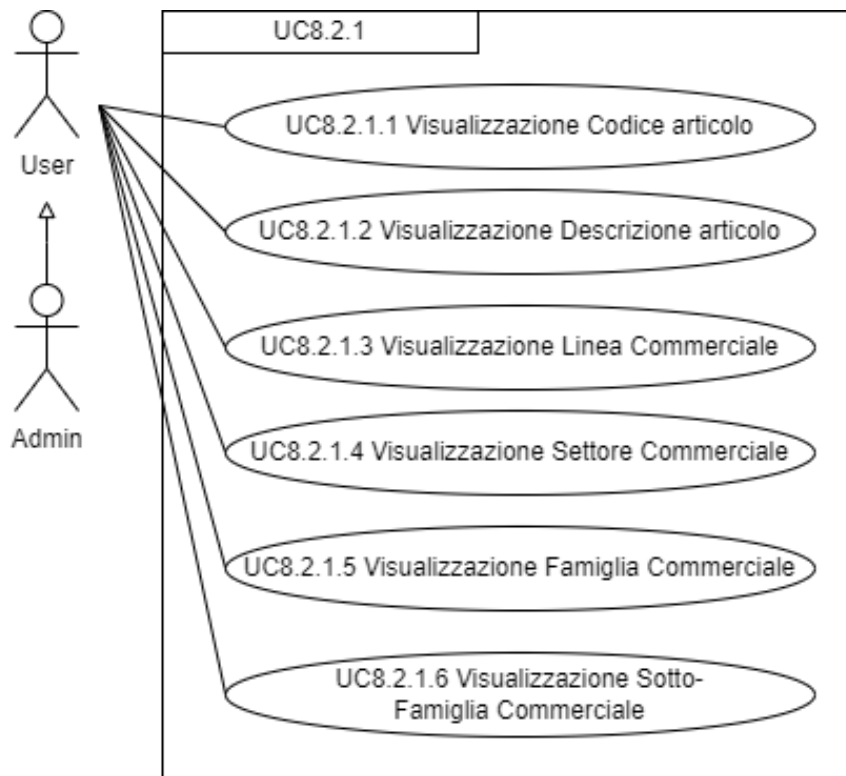 UC8.2.1
UC8.2.1.1 Visualizzazione Codice articolo
User
UC8.2.1.2 Visualizzazione Descrizione articolo
UC8.2.1.3 Visualizzazione Linea Commerciale
Admin
UC8.2.1.4 Visualizzazione Settore Commerciale
UC8.2.1.5 Visualizzazione Famiglia Commerciale
UC8.2.1.6 Visualizzazione Sotto-
Famiglia Commerciale